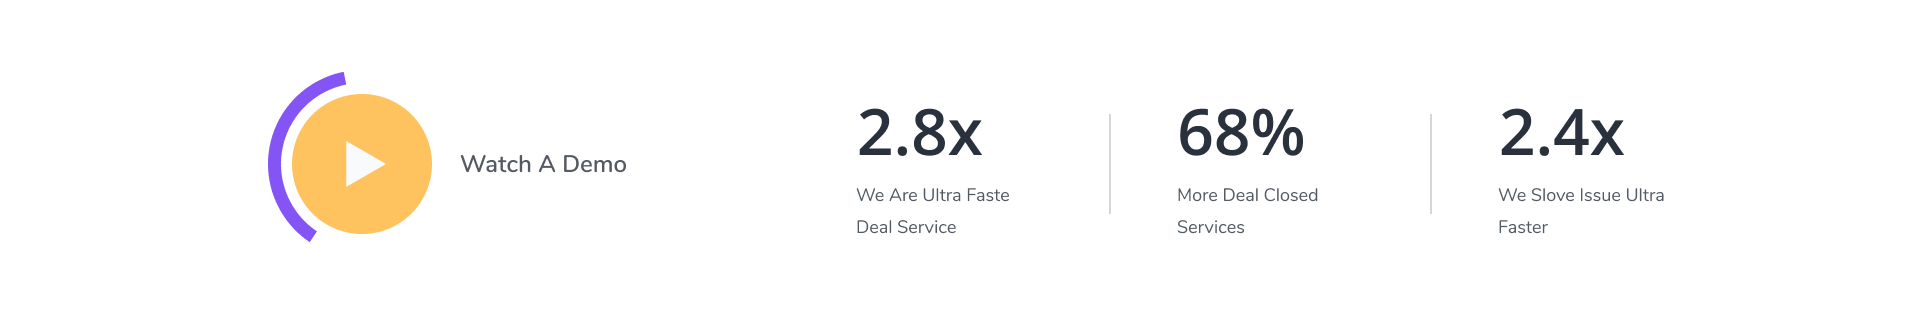 Watch A Demo
2.8x
We Are Ultra Faste
Deal Service
68%
More Deal Closed
Services
2.4x
We Slove Issue Ultra
Faster